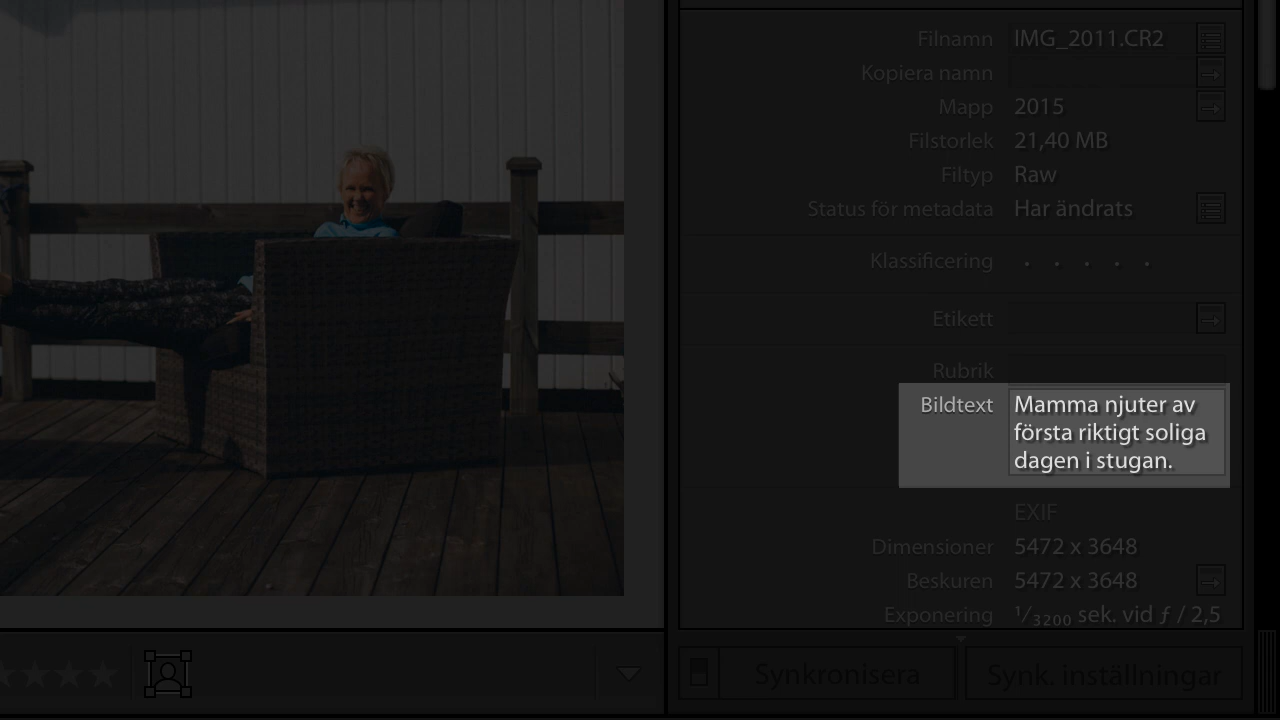 Filnamn IMG_2011.CR2
Kopiera namn
Mapp 2015
Filstorlek 21,40 MB
Filtyp Raw
Status för metadata Har ändrats
Klassificering . . . . .
Etikett
Rubrik
Bildtext Mamma njuter av
första riktigt soliga
dagen i stugan.
EXIF
Dimensioner 5472 x 3648
Beskuren 5472 x 3648
Exponering 1/3200 sek. vid ƒ / 2,5
Synkronisera Synk. inställningar